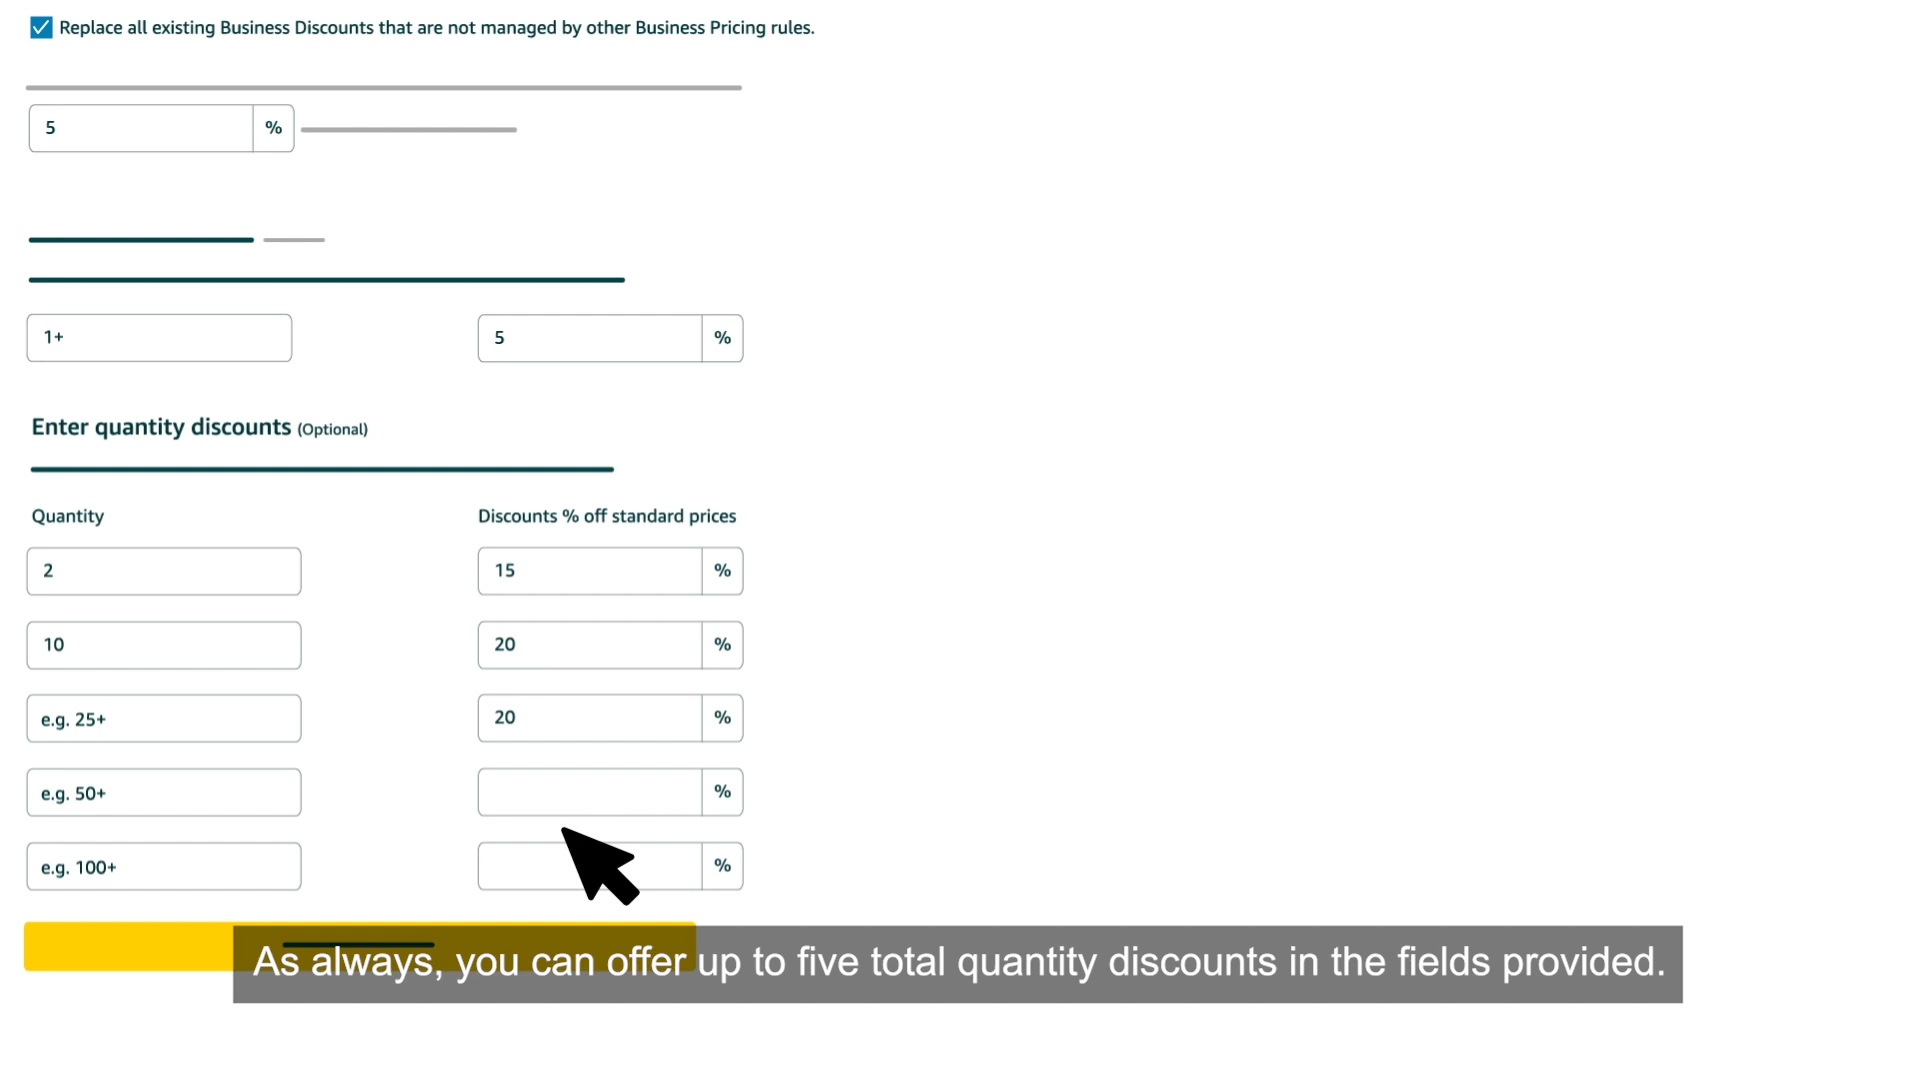 Replace all existing Business Discounts that are not managed by other Business Pricing rules.
5 %
1+ 5 %
Enter quantity discounts (Optional)
Quantity Discounts % off standard prices
2 15 %
10 20 %
e.g. 25+ 20 %
e.g. 50+ %
e.g. 100+ %
As always, you can offer up to five total quantity discounts in the fields provided.